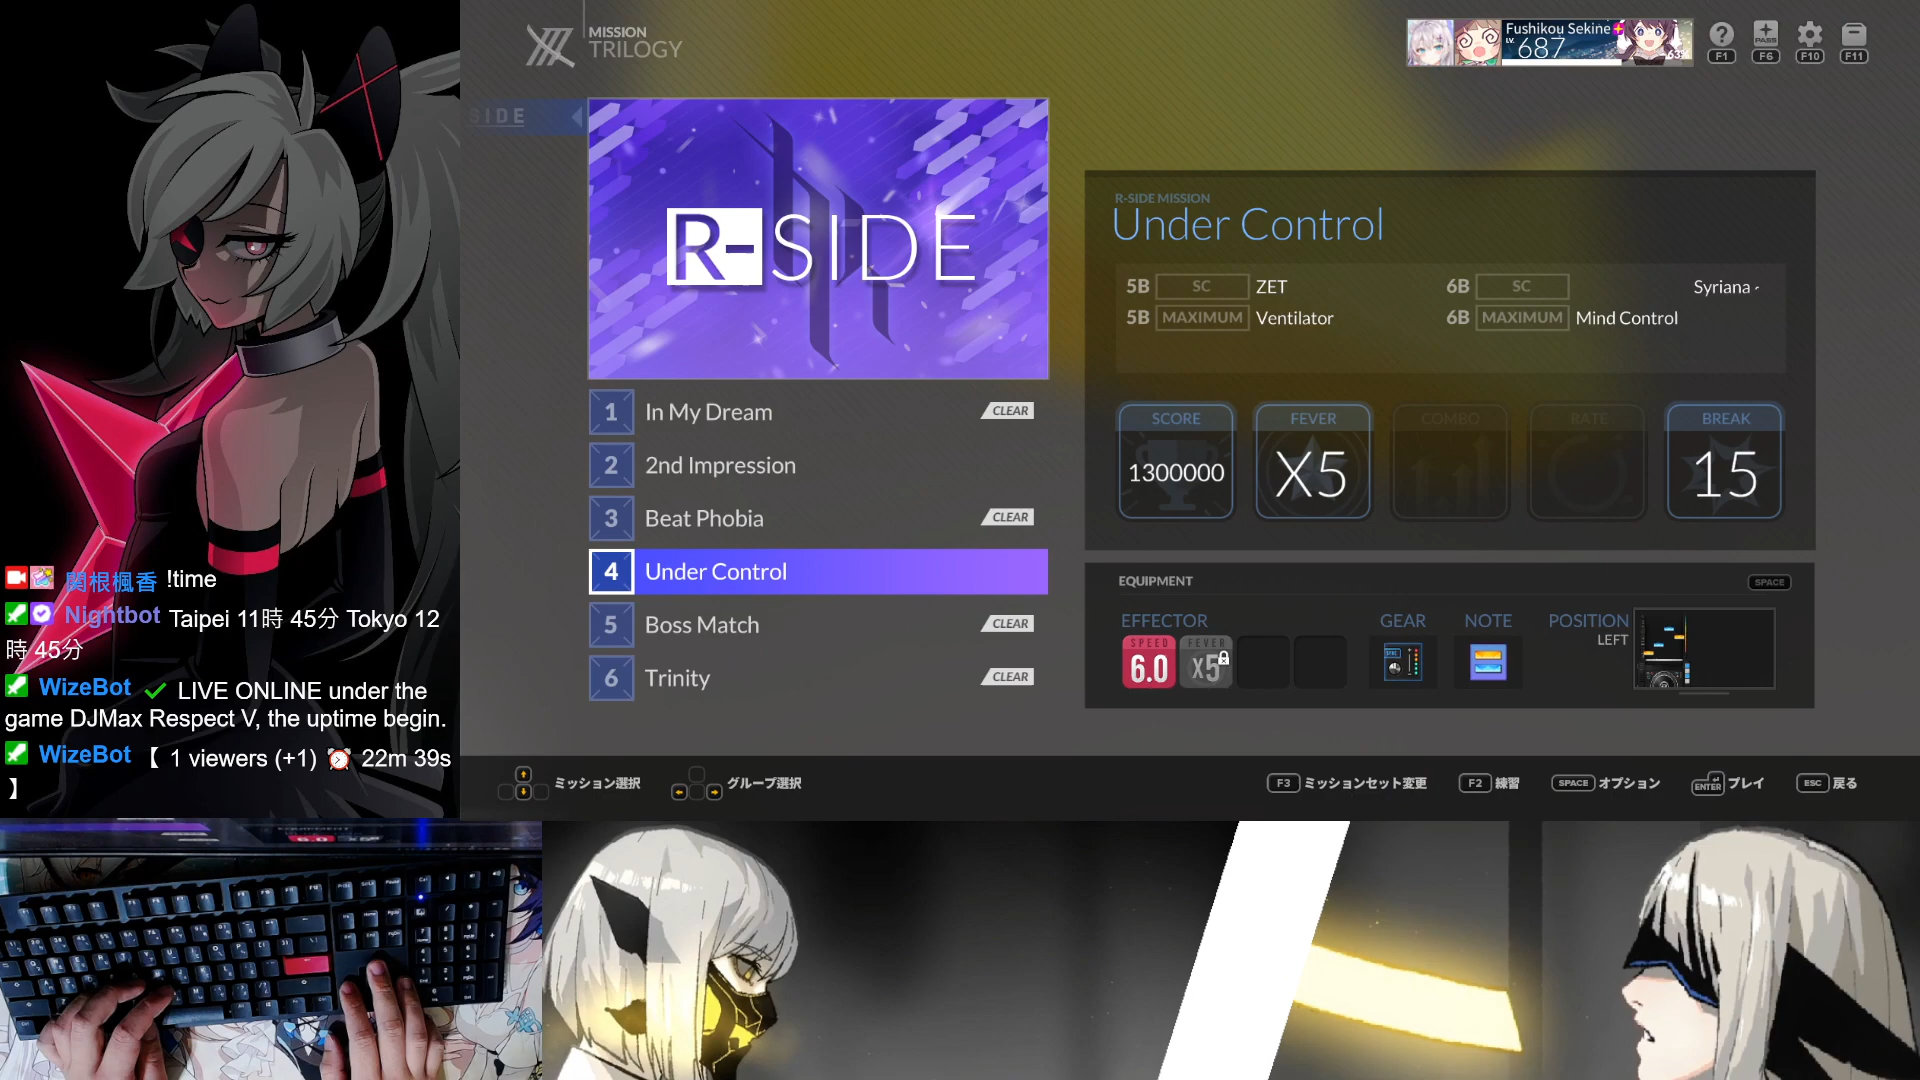 MISSION
TRILOGY
Fushikou Sekine
LV. 687
63%
F1
PASS
F6
F10
F11
SIDE
R-SIDE
1 In My Dream CLEAR
2 2nd Impression
3 Beat Phobia CLEAR
4 Under Control
5 Boss Match CLEAR
6 Trinity CLEAR
R-SIDE MISSION
Under Control
5B SC ZET
6B SC Syriana -
5B MAXIMUM Ventilator
6B MAXIMUM Mind Control
SCORE
1300000
FEVER
X5
COMBO
RATE
BREAK
15
EQUIPMENT
SPACE
EFFECTOR
SPEED
6.0
FEVER
X5
GEAR
NOTE
POSITION
LEFT
ミッション選択
グループ選択
F3 ミッションセット変更
F2 練習
SPACE オプション
ENTER プレイ
ESC 戻る
関根楓香 !time
Nightbot Taipei 11時 45分 Tokyo 12
時 45分
WizeBot LIVE ONLINE under the
game DJMax Respect V, the uptime begin.
WizeBot 【 1 viewers (+1) ⏰ 22m 39s
】